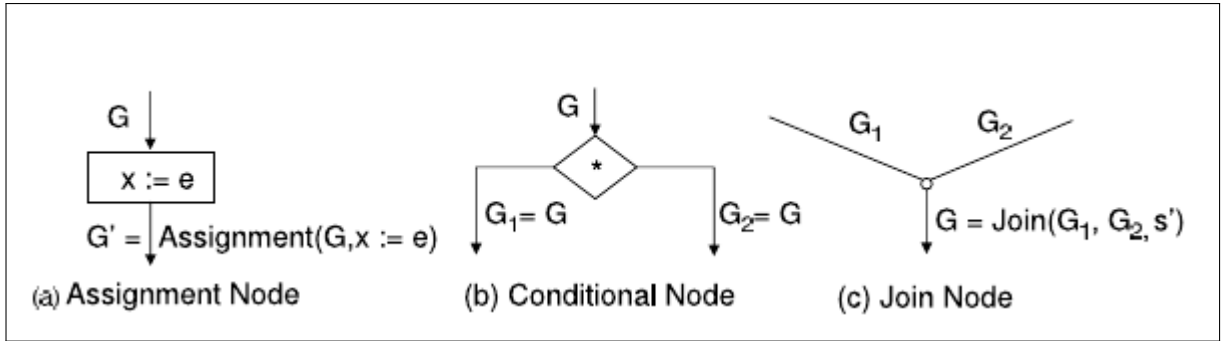 G
x := e
G' = Assignment(G,x := e)
(a) Assignment Node
G
*
G₁= G
G₂= G
(b) Conditional Node
G₁
G₂
G = Join(G₁, G₂, s')
(c) Join Node